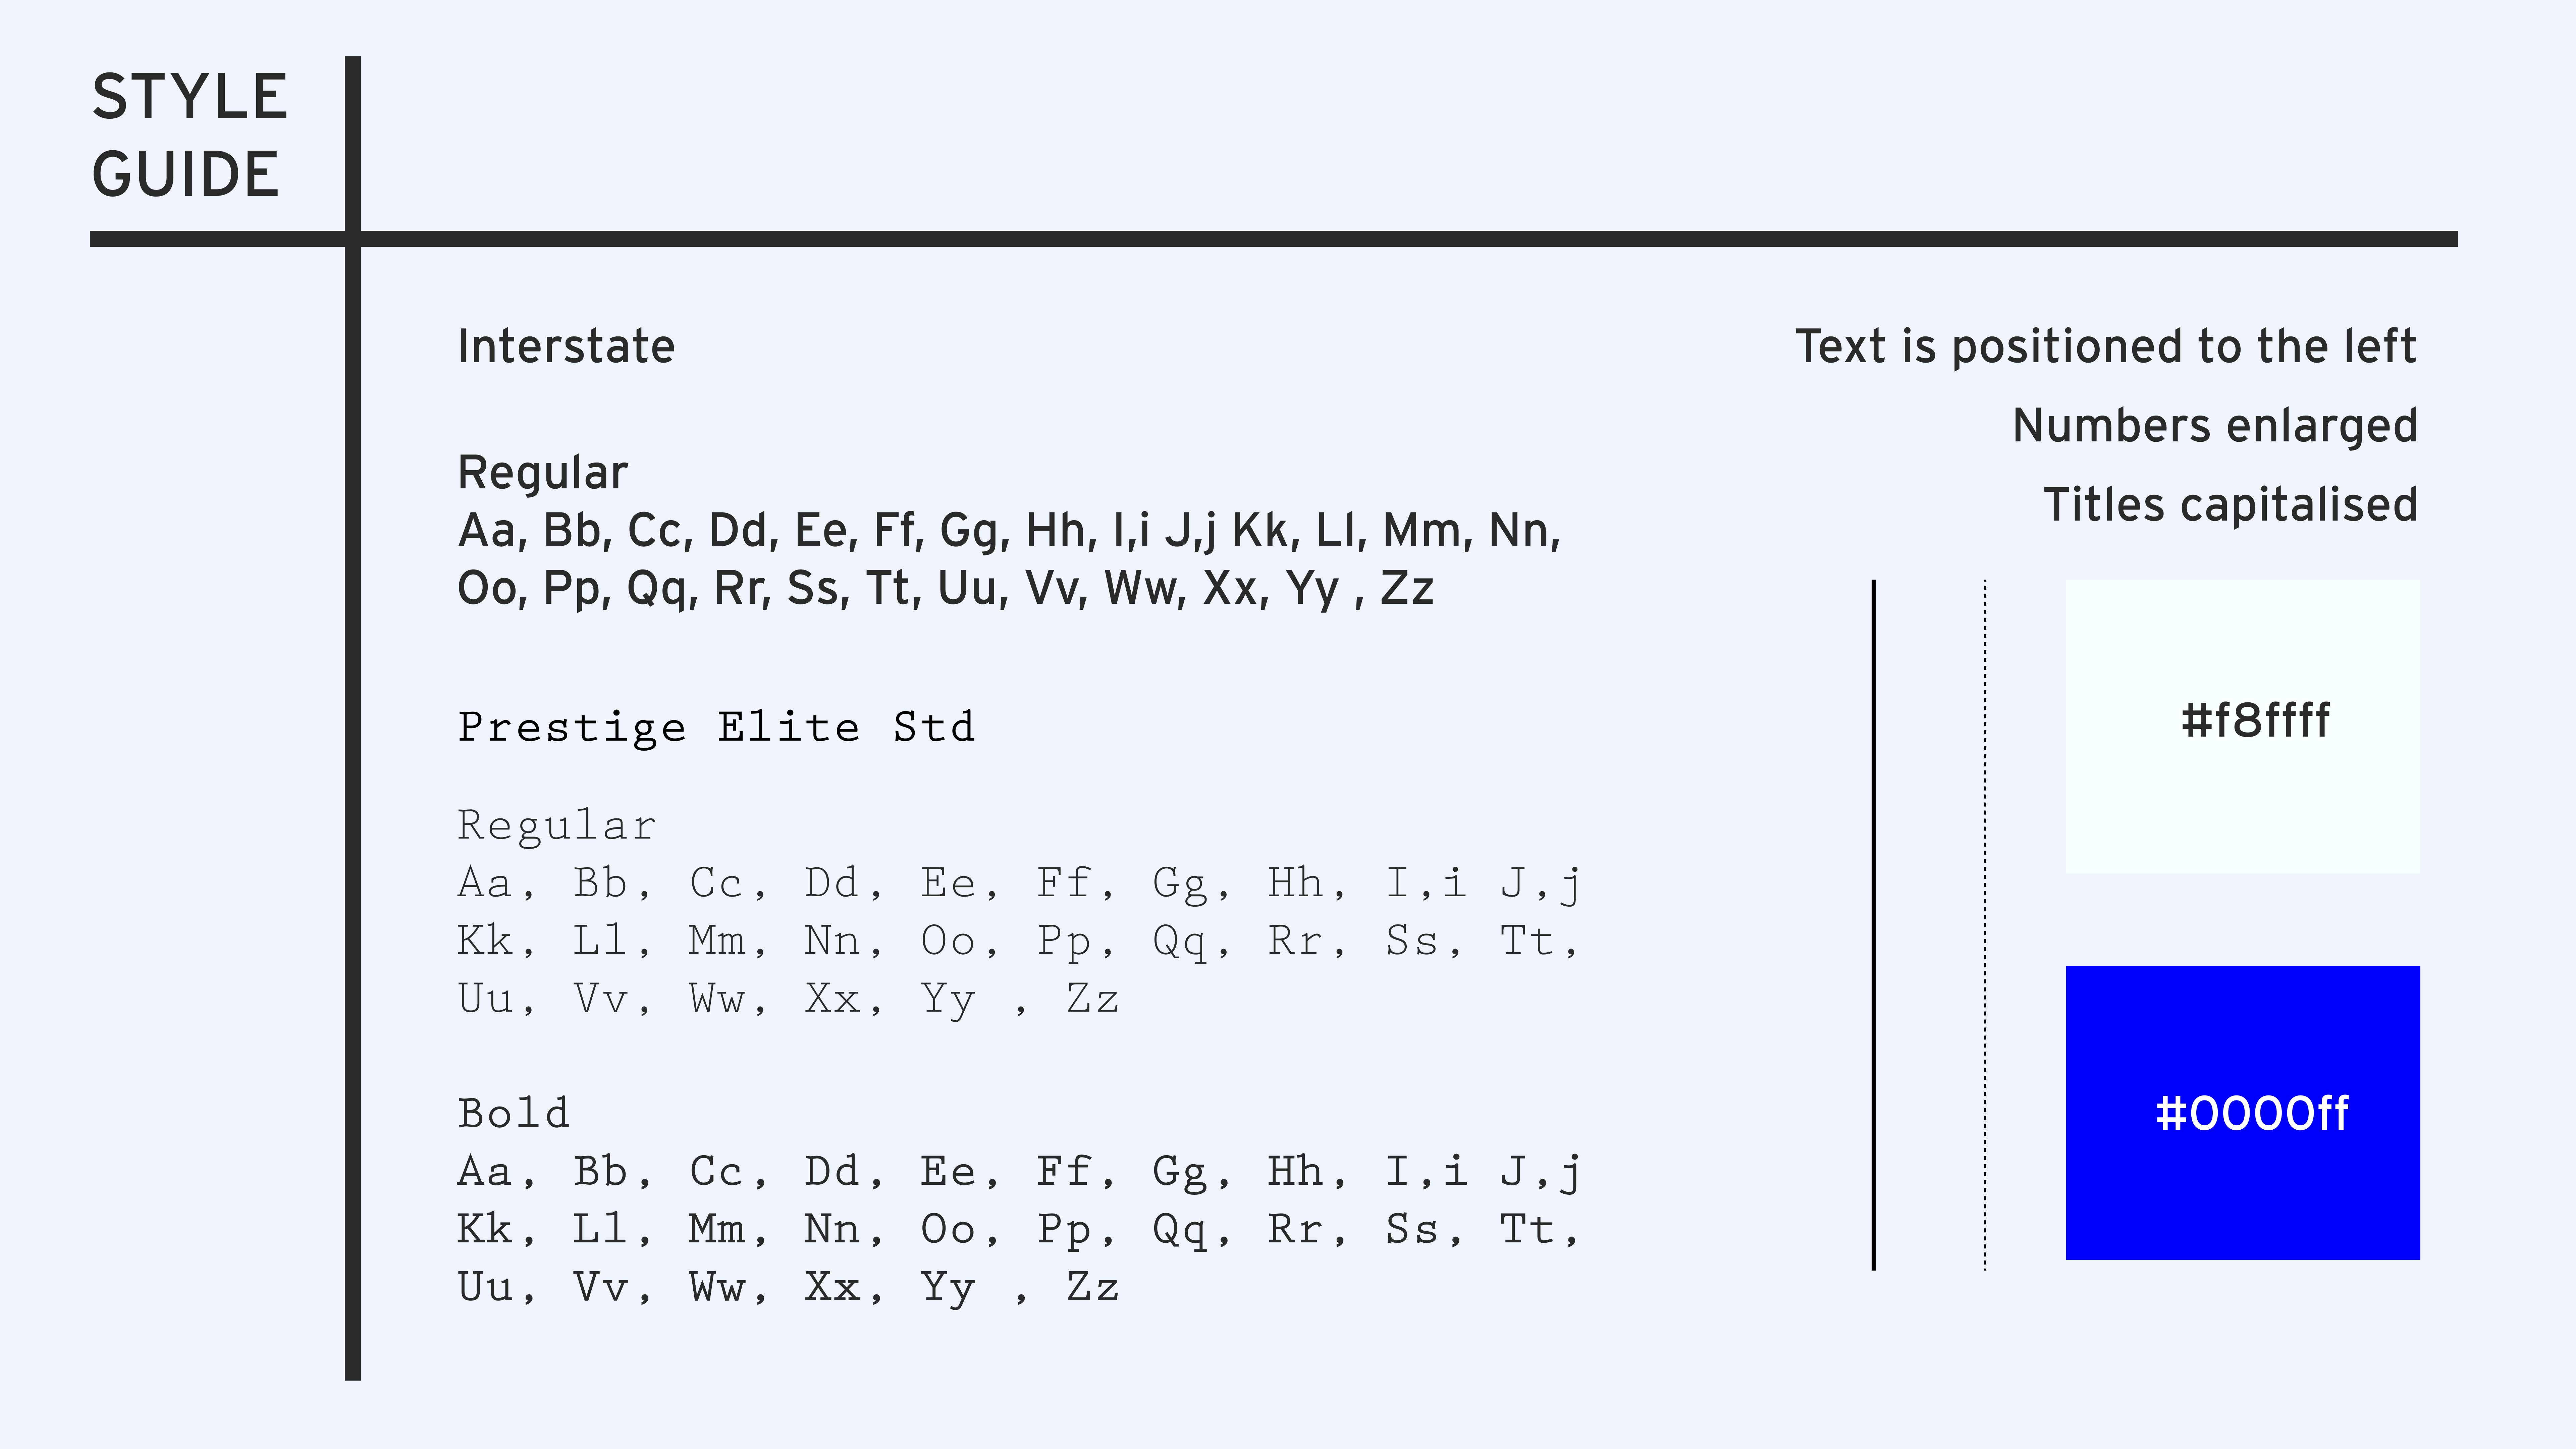 STYLE
GUIDE
Interstate
Regular
Aa, Bb, Cc, Dd, Ee, Ff, Gg, Hh, I,i J,j Kk, Ll, Mm, Nn,
Oo, Pp, Qq, Rr, Ss, Tt, Uu, Vv, Ww, Xx, Yy , Zz
Prestige Elite Std
Regular
Aa, Bb, Cc, Dd, Ee, Ff, Gg, Hh, I,i J,j
Kk, Ll, Mm, Nn, Oo, Pp, Qq, Rr, Ss, Tt,
Uu, Vv, Ww, Xx, Yy , Zz
Bold
Aa, Bb, Cc, Dd, Ee, Ff, Gg, Hh, I,i J,j
Kk, Ll, Mm, Nn, Oo, Pp, Qq, Rr, Ss, Tt,
Uu, Vv, Ww, Xx, Yy , Zz
Text is positioned to the left
Numbers enlarged
Titles capitalised
#f8ffff
#0000ff